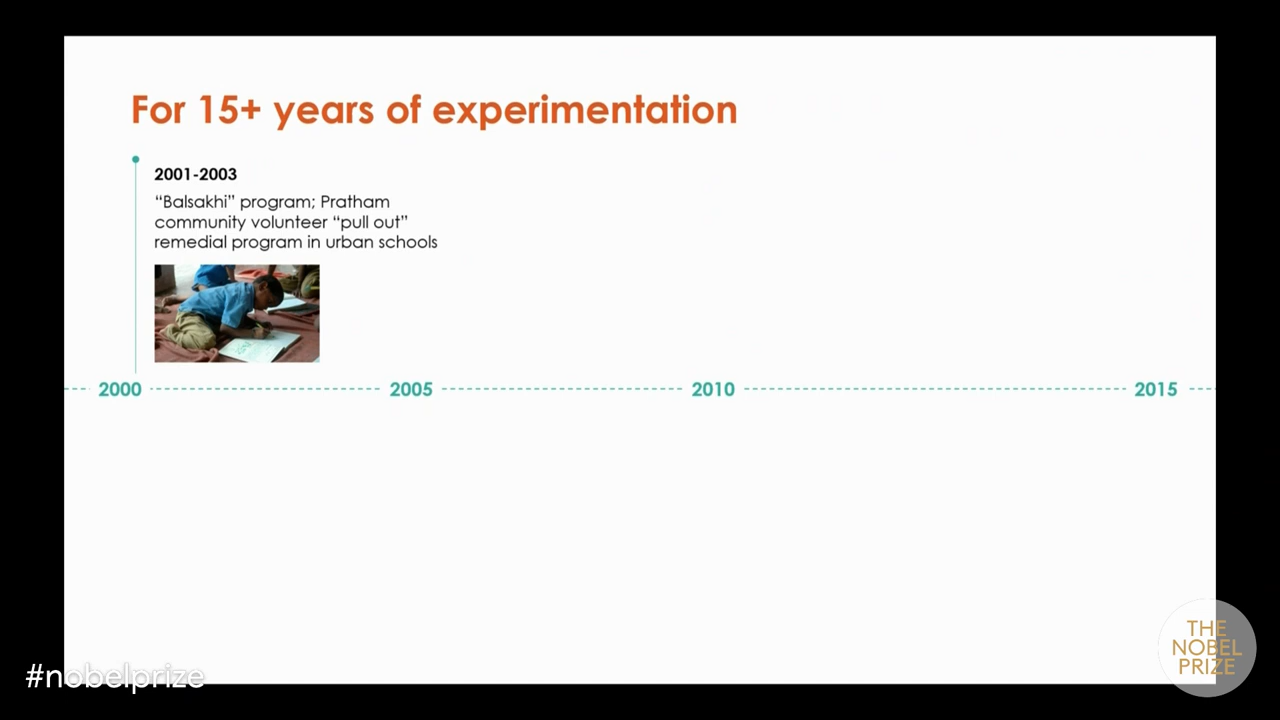 For 15+ years of experimentation
2001-2003
“Balsakhi” program; Pratham
community volunteer “pull out”
remedial program in urban schools
2000
2005
2010
2015
THE
NOBEL
PRIZE
#nobelprize